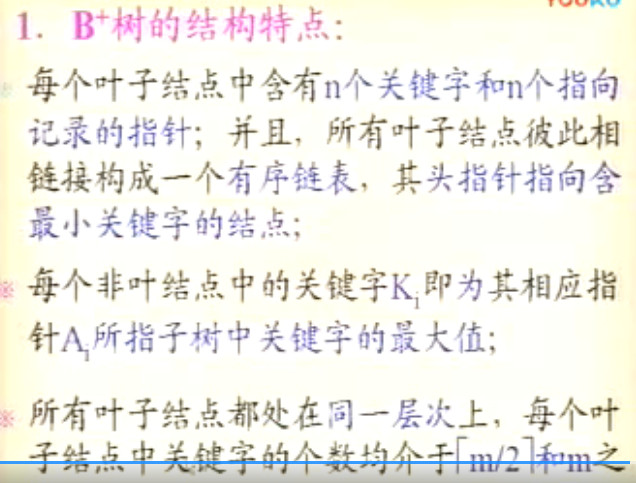 YOUKU
1. B⁺树的结构特点:
※ 每个叶子结点中含有n个关键字和n个指向
记录的指针; 并且, 所有叶子结点彼此相
链接构成一个有序链表, 其头指针指向含
最小关键字的结点;
※ 每个非叶结点中的关键字Kᵢ即为其相应指
针Aᵢ所指子树中关键字的最大值;
※ 所有叶子结点都处在同一层次上, 每个叶
子结点中关键字的个数均介于⌈m/2⌉和m之